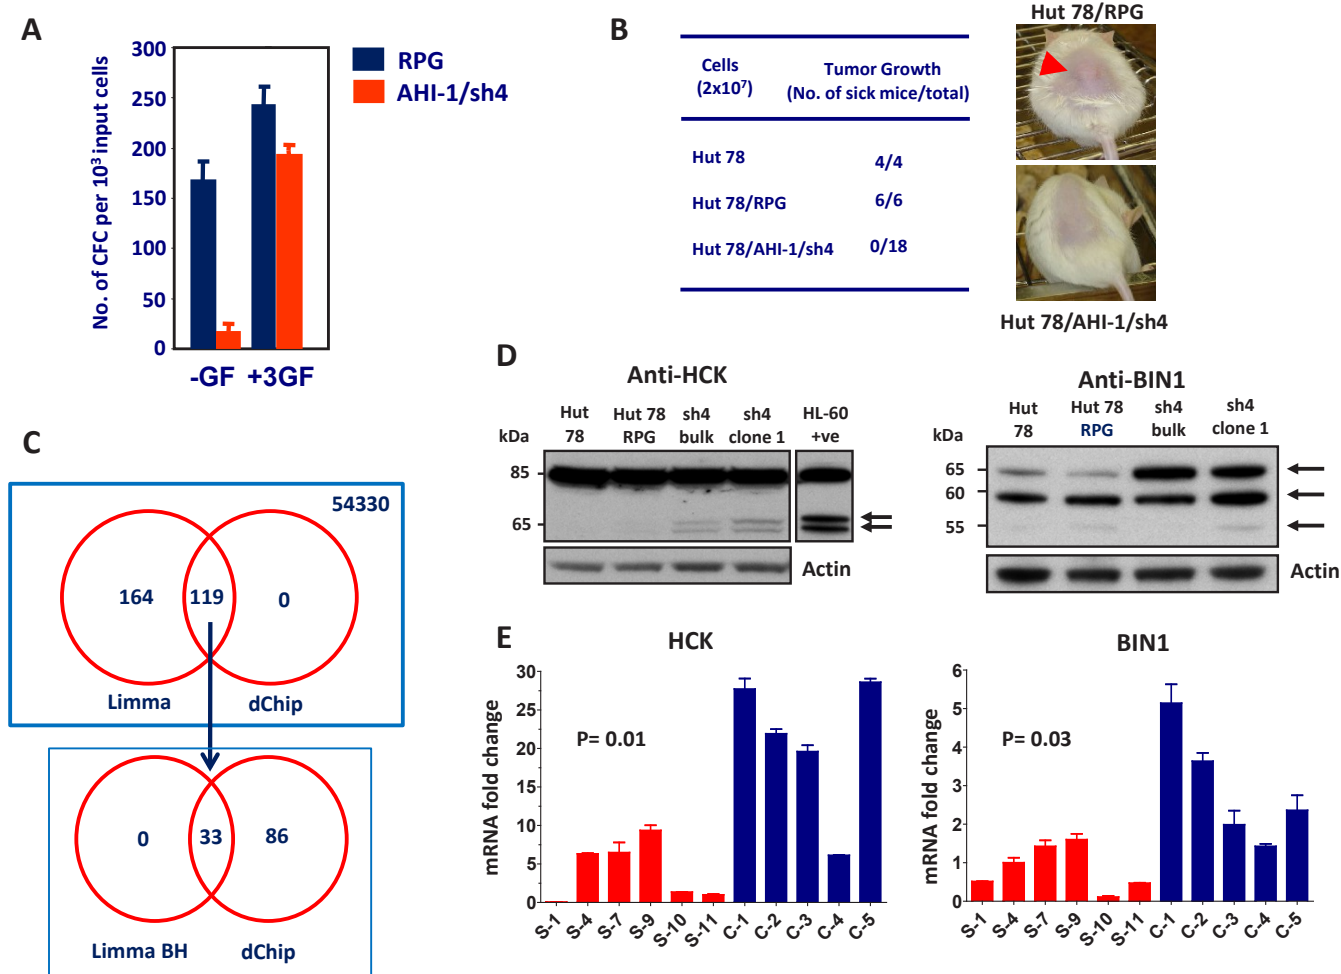 A
300
250
200
150
100
50
0
No. of CFC per 10³ input cells
-GF +3GF
RPG
AHI-1/sh4
B
Cells
(2x10⁷)
Tumor Growth
(No. of sick mice/total)
Hut 78 4/4
Hut 78/RPG 6/6
Hut 78/AHI-1/sh4 0/18
Hut 78/RPG
Hut 78/AHI-1/sh4
C
54330
164 119 0
Limma dChip
0 33 86
Limma BH dChip
D
Anti-HCK
kDa
Hut
78
Hut 78
RPG
sh4
bulk
sh4
clone 1
HL-60
+ve
85
65
Actin
Anti-BIN1
kDa
Hut
78
Hut 78
RPG
sh4
bulk
sh4
clone 1
65
60
55
Actin
E
HCK
mRNA fold change
30
25
20
15
10
5
0
P= 0.01
S-1 S-4 S-7 S-9 S-10 S-11 C-1 C-2 C-3 C-4 C-5
BIN1
mRNA fold change
6
5
4
3
2
1
0
P= 0.03
S-1 S-4 S-7 S-9 S-10 S-11 C-1 C-2 C-3 C-4 C-5